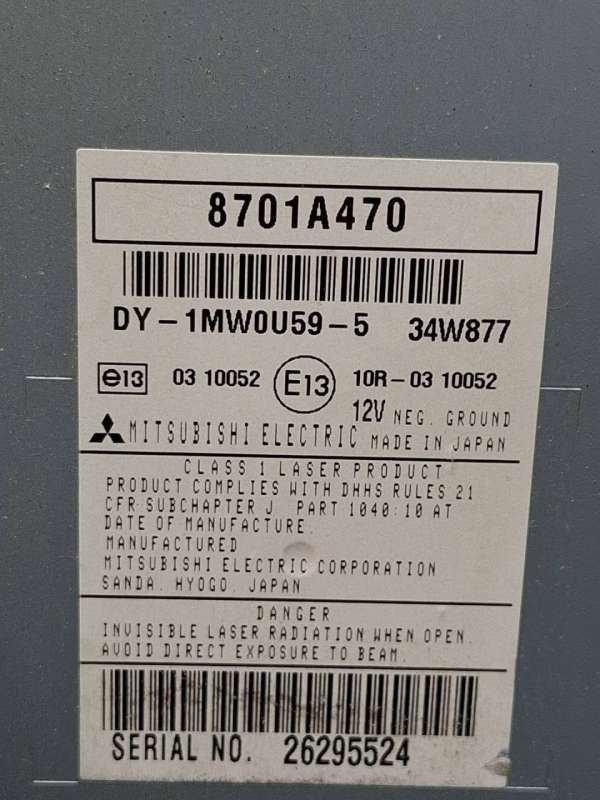 8701A470
DY-1MW0U59-5 34W877
e13 03 10052 E13 10R-03 10052
12V NEG. GROUND
MITSUBISHI ELECTRIC MADE IN JAPAN
CLASS 1 LASER PRODUCT
PRODUCT COMPLIES WITH DHHS RULES 21
CFR SUBCHAPTER J, PART 1040:10 AT
DATE OF MANUFACTURE.
MANUFACTURED
MITSUBISHI ELECTRIC CORPORATION
SANDA, HYOGO, JAPAN
DANGER
INVISIBLE LASER RADIATION WHEN OPEN.
AVOID DIRECT EXPOSURE TO BEAM.
SERIAL NO. 26295524